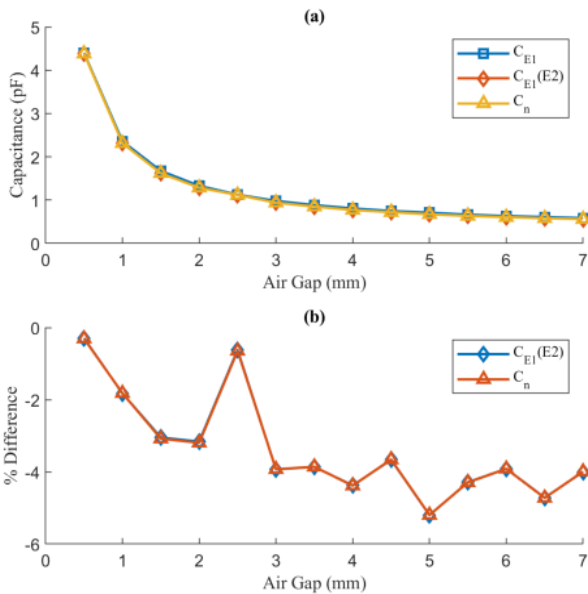 (a)
5
4
3
2
1
0
Capacitance (pF)
C_E1
C_E1(E2)
C_n
0 1 2 3 4 5 6 7
Air Gap (mm)
(b)
0
-2
-4
-6
% Difference
C_E1(E2)
C_n
0 1 2 3 4 5 6 7
Air Gap (mm)